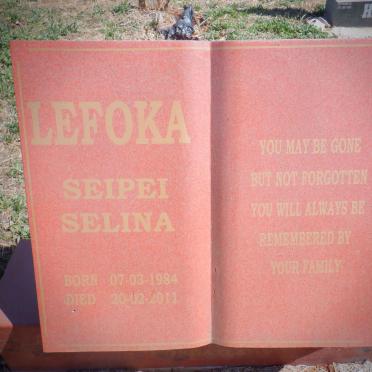 LEFOKA
SEIPEI
SELINA
BORN 07-03-1984
DIED 20-02-2011
YOU MAY BE GONE
BUT NOT FORGOTTEN
YOU WILL ALWAYS BE
REMEMBERED BY
YOUR FAMILY